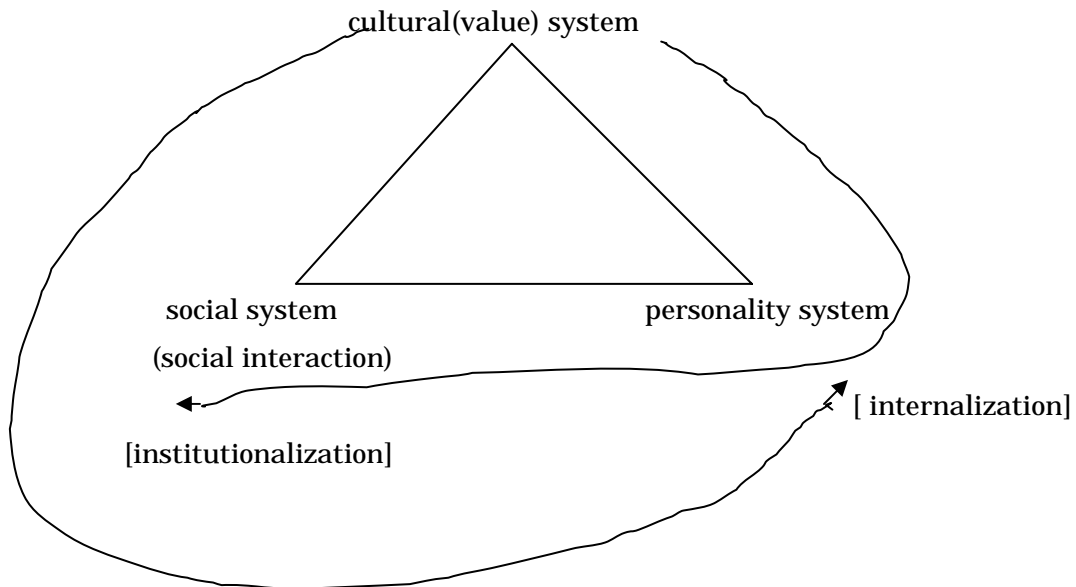 cultural(value) system
social system
personality system
(social interaction)
[ internalization]
[institutionalization]